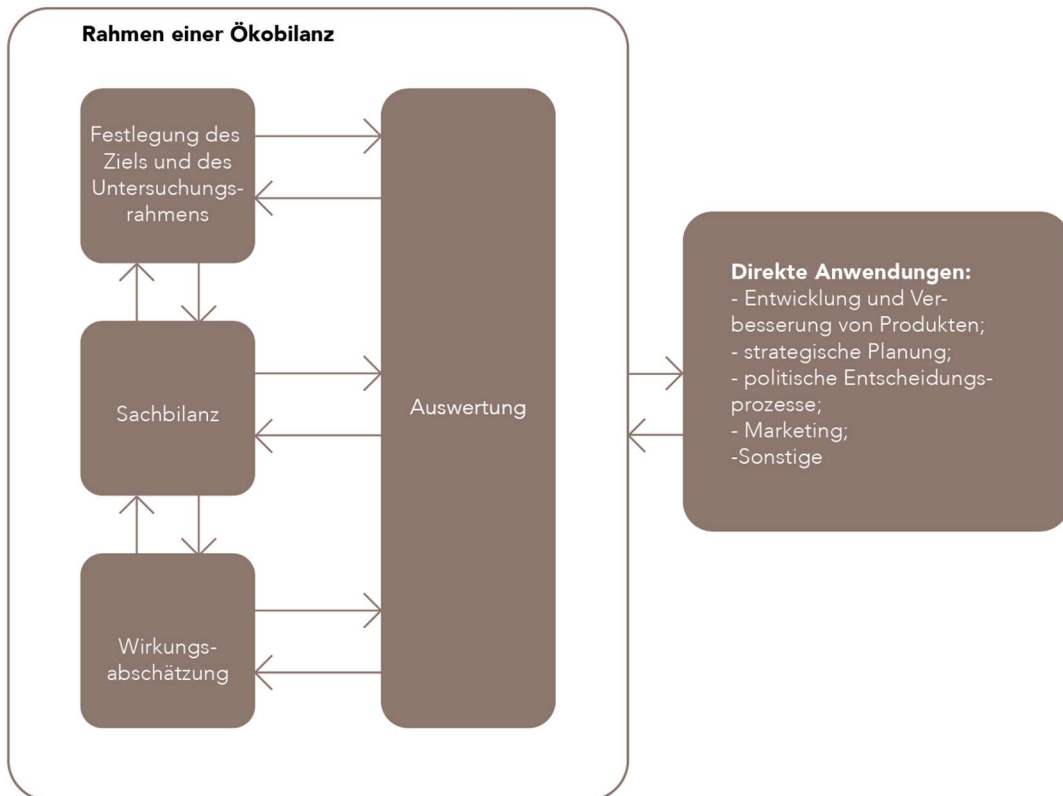 Rahmen einer Ökobilanz
Festlegung des
Ziels und des
Untersuchungs-
rahmens
Sachbilanz
Wirkungs-
abschätzung
Auswertung
Direkte Anwendungen:
- Entwicklung und Ver-
besserung von Produkten;
- strategische Planung;
- politische Entscheidungs-
prozesse;
- Marketing;
-Sonstige